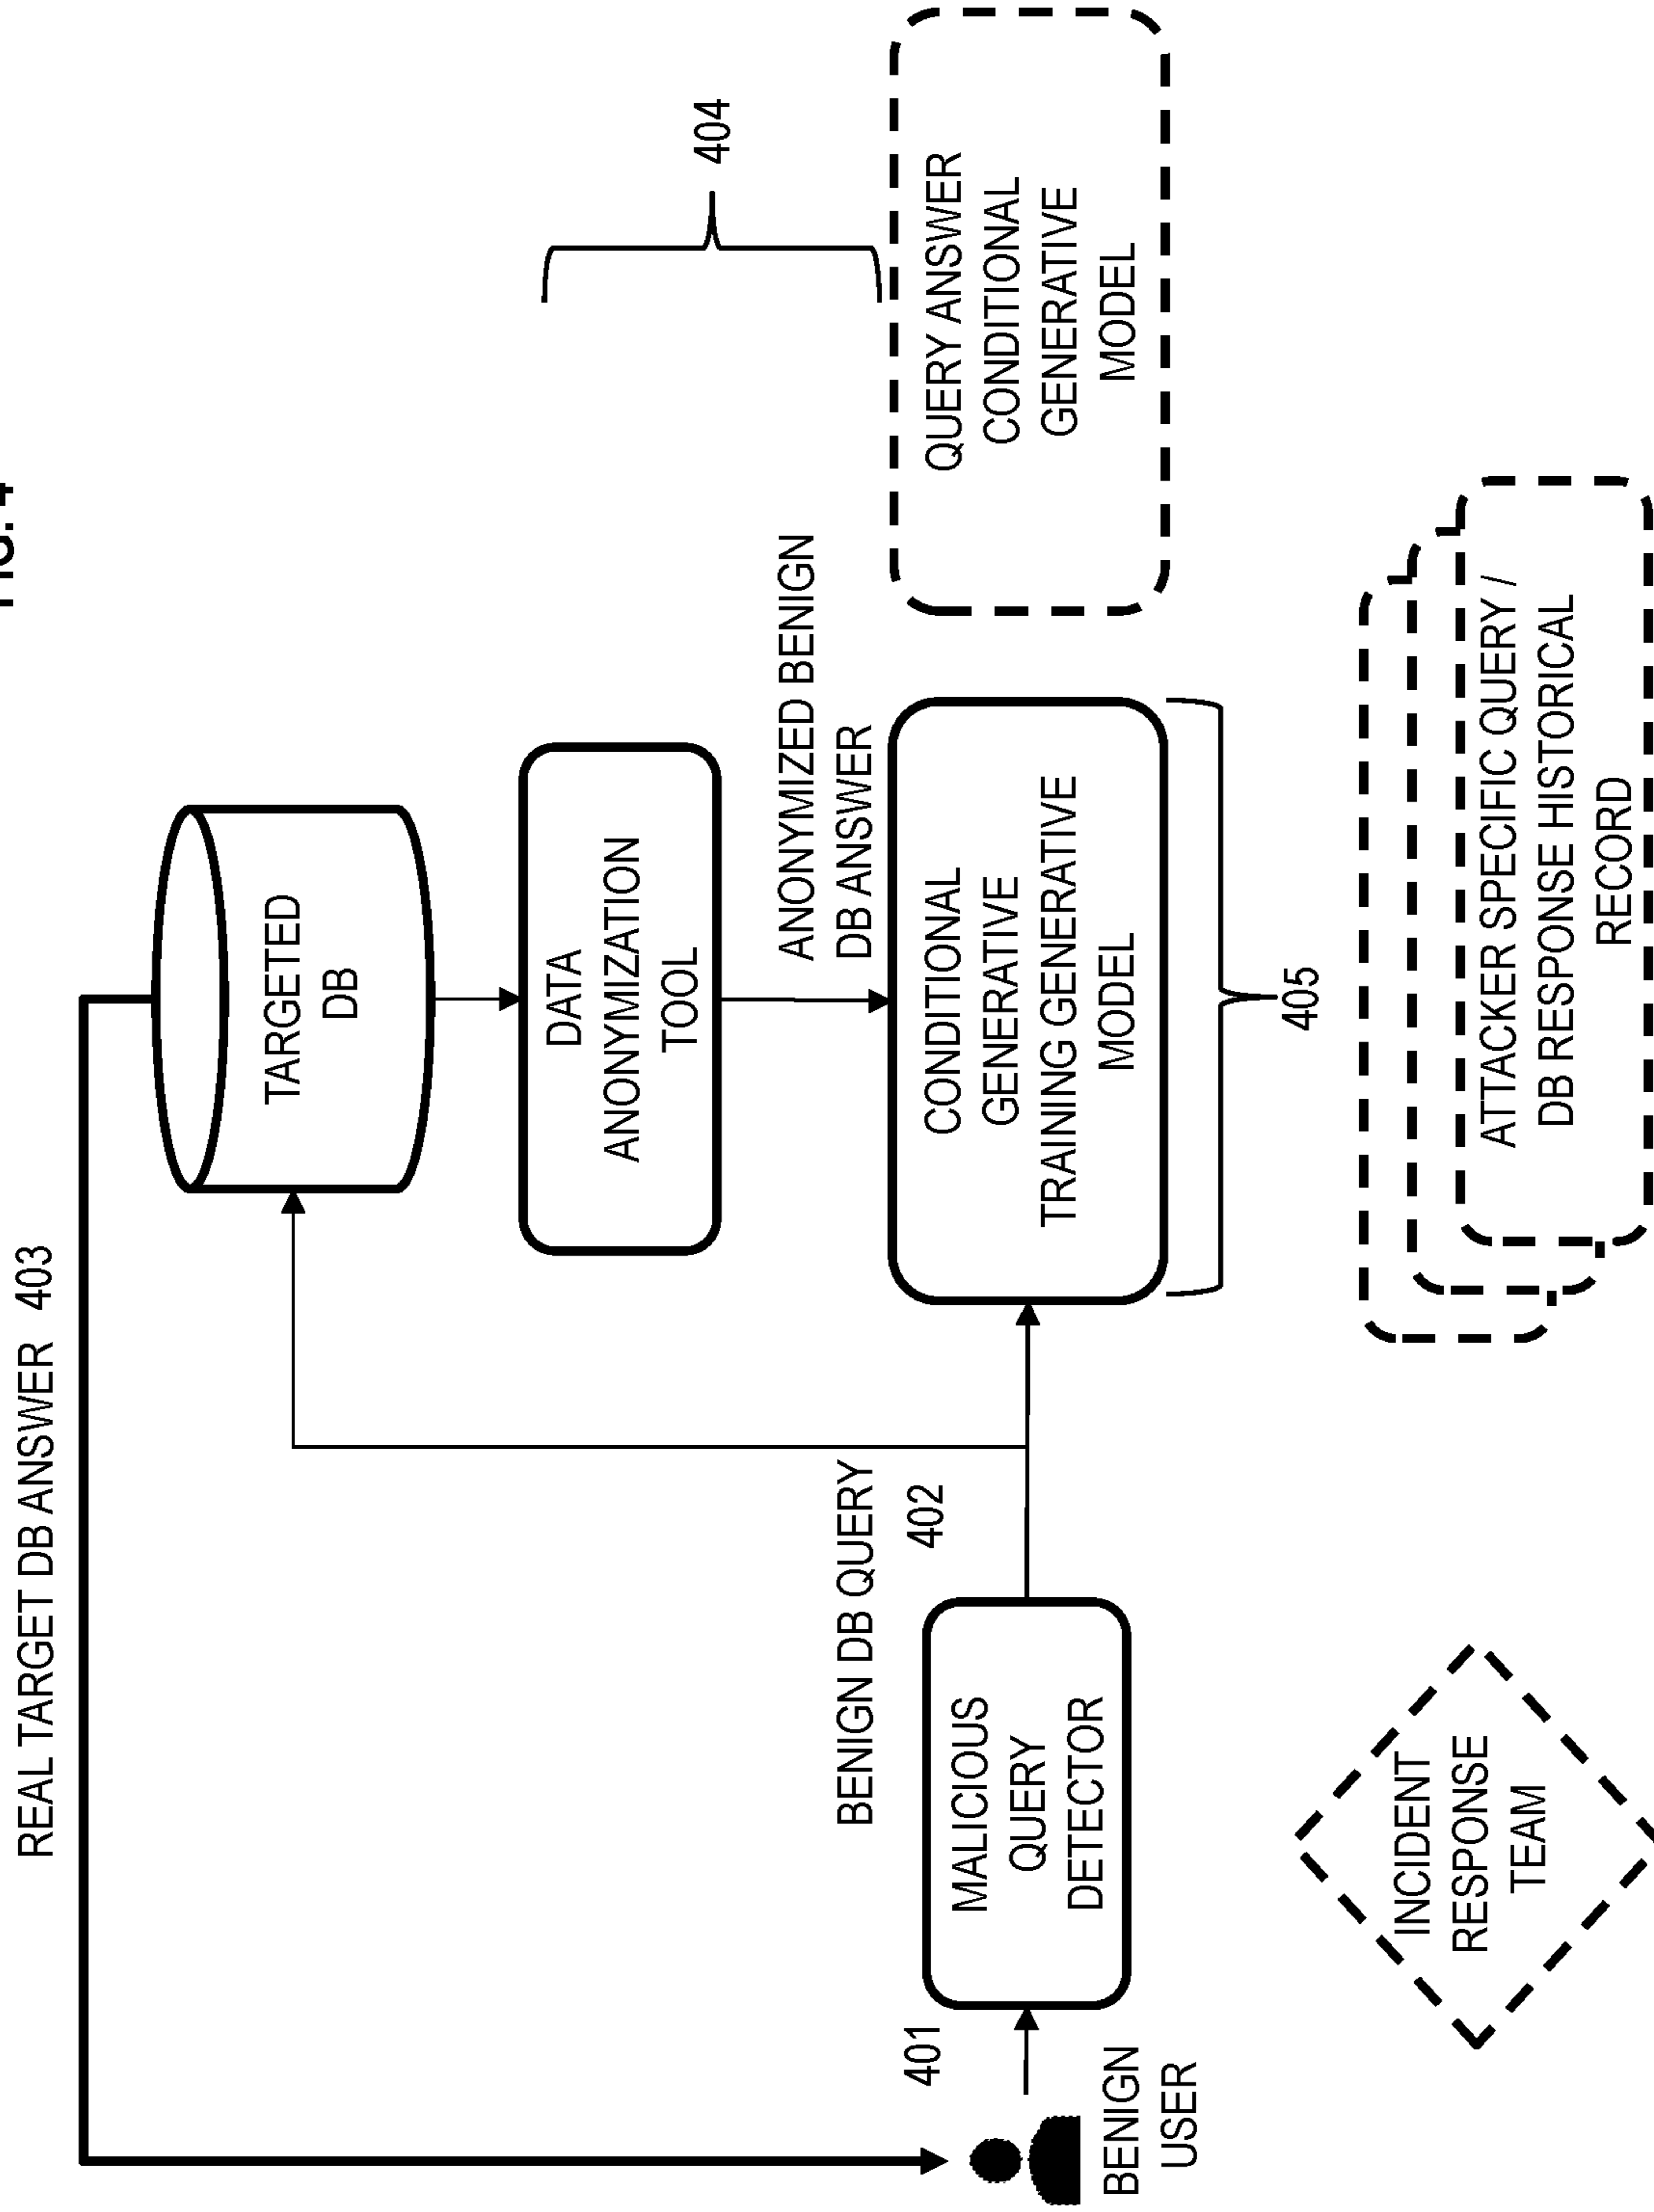 FIG. 4
REAL TARGET DB ANSWER 403
TARGETED
DB
DATA
ANONYMIZATION
TOOL
404
ANONYMIZED BENIGN
DB ANSWER
BENIGN DB QUERY
402
401
BENIGN
USER
MALICIOUS
QUERY
DETECTOR
CONDITIONAL
GENERATIVE
TRAINING GENERATIVE
MODEL
QUERY ANSWER
CONDITIONAL
GENERATIVE
MODEL
405
INCIDENT
RESPONSE
TEAM
ATTACKER SPECIFIC QUERY /
DB RESPONSE HISTORICAL
RECORD